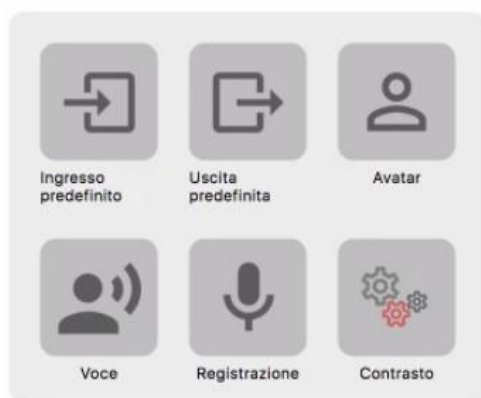 Ingresso
predefinito
Uscita
predefinita
Avatar
Voce
Registrazione
Contrasto